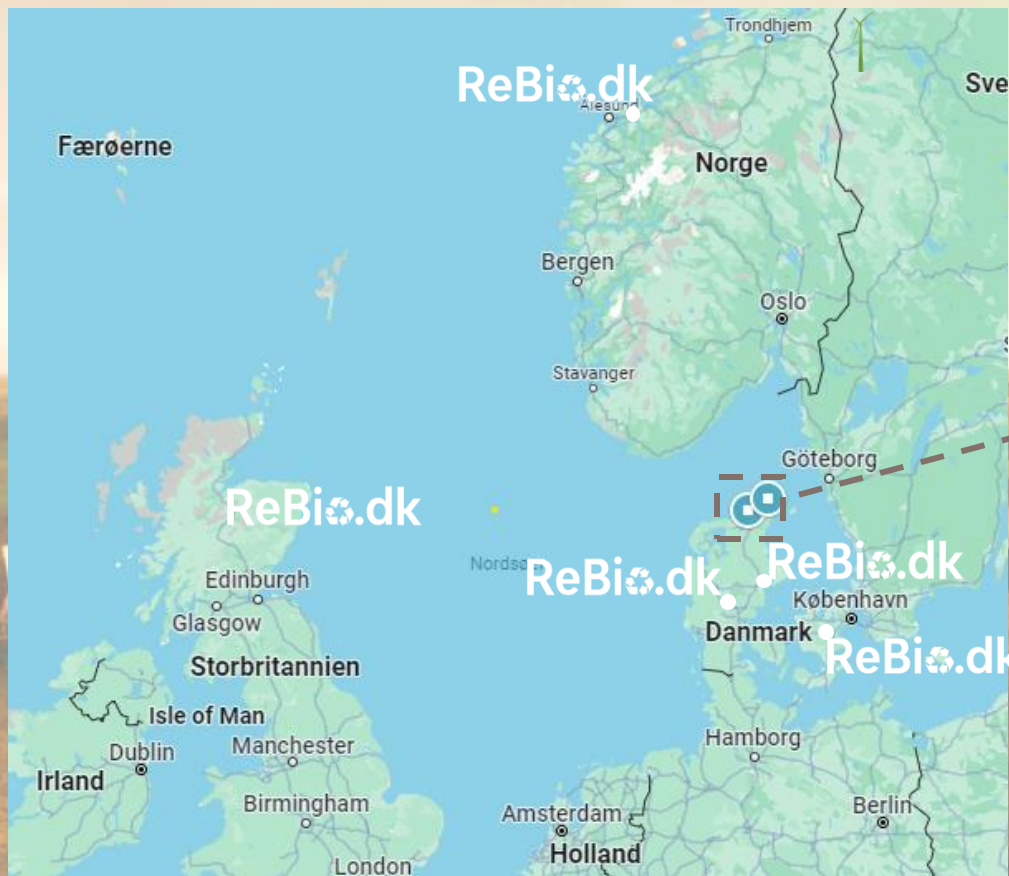 Trondhjem
ReBio.dk
Ålesund
Sve
Færøerne
Norge
Bergen
Oslo
Stavanger
Göteborg
ReBio.dk
Nordsøen
ReBio.dk
ReBio.dk
Edinburgh
København
Glasgow
Danmark
ReBio.dk
Storbritannien
Isle of Man
Hamborg
Dublin
Manchester
Irland
Birmingham
Amsterdam
Berlin
Holland
London